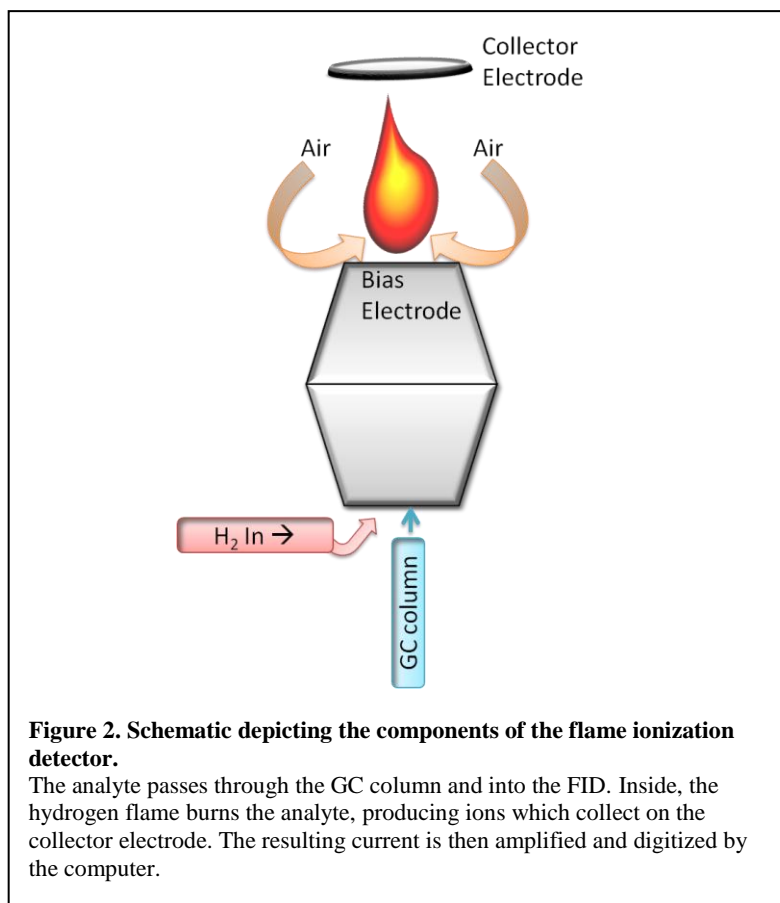 Collector
Electrode
Air
Air
Bias
Electrode
H₂ In →
GC column
Figure 2. Schematic depicting the components of the flame ionization
detector.
The analyte passes through the GC column and into the FID. Inside, the
hydrogen flame burns the analyte, producing ions which collect on the
collector electrode. The resulting current is then amplified and digitized by
the computer.